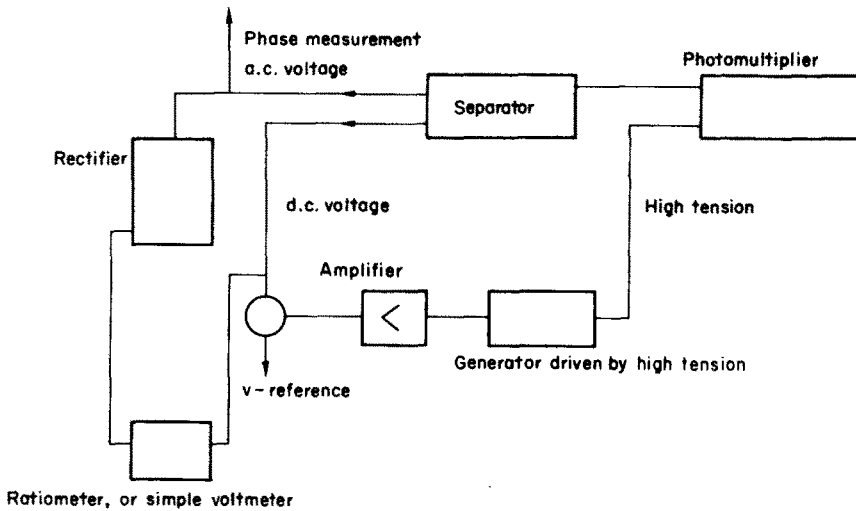 Phase measurement
a.c. voltage
Photomultiplier
Separator
Rectifier
d.c. voltage
High tension
Amplifier
<
Generator driven by high tension
v-reference
Ratiometer, or simple voltmeter